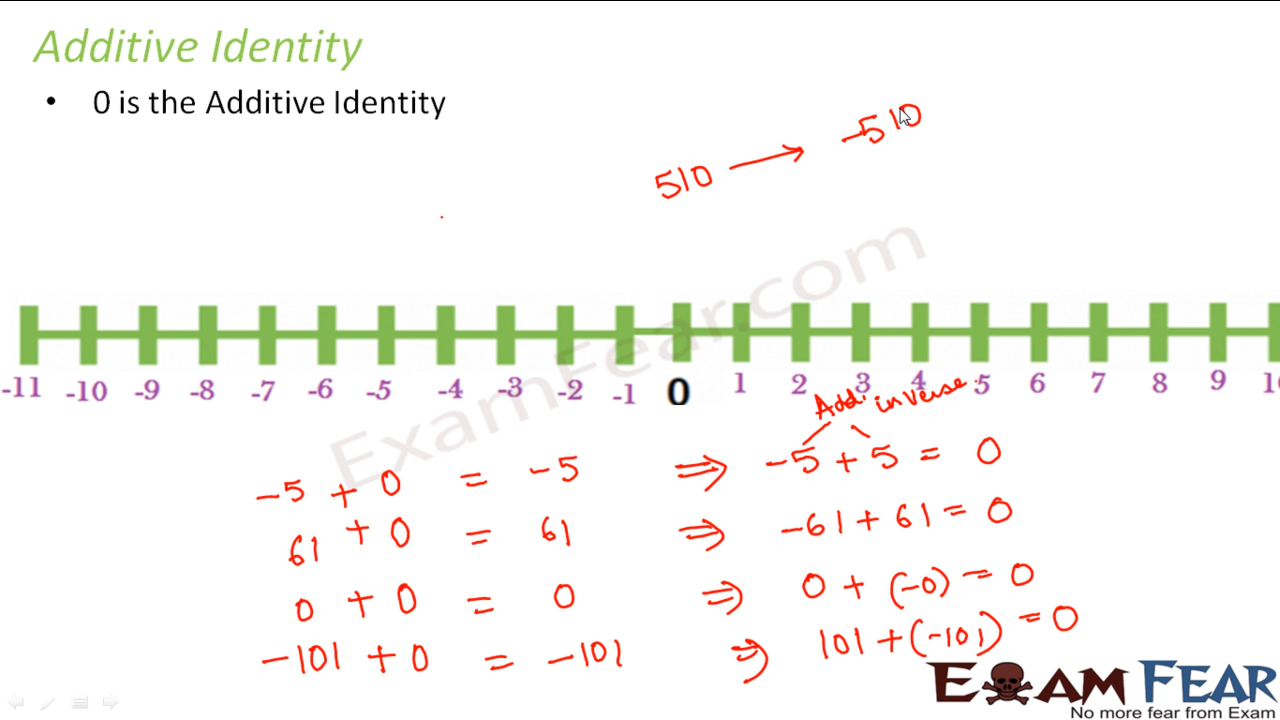 Additive Identity
• 0 is the Additive Identity
510 → -510
ExamFear.com
-11 -10 -9 -8 -7 -6 -5 -4 -3 -2 -1 0 1 2 3 4 5 6 7 8 9 10
Addi. inverse.
-5 + 0 = -5 ⇒ -5 + 5 = 0
61 + 0 = 61 ⇒ -61 + 61 = 0
0 + 0 = 0 ⇒ 0 + (-0) = 0
-101 + 0 = -101 ⇒ 101 + (-101) = 0
EXAM FEAR
No more fear from Exam